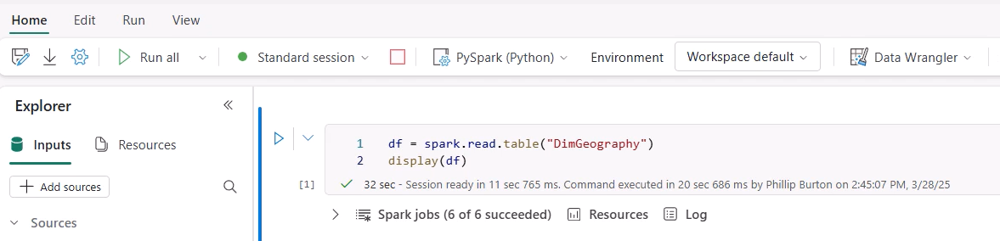 Home Edit Run View
Run all Standard session PySpark (Python) Environment Workspace default Data Wrangler
Explorer
Inputs Resources
Add sources
Sources
1 df = spark.read.table("DimGeography")
2 display(df)
[1] 32 sec - Session ready in 11 sec 765 ms. Command executed in 20 sec 686 ms by Phillip Burton on 2:45:07 PM, 3/28/25
Spark jobs (6 of 6 succeeded) Resources Log